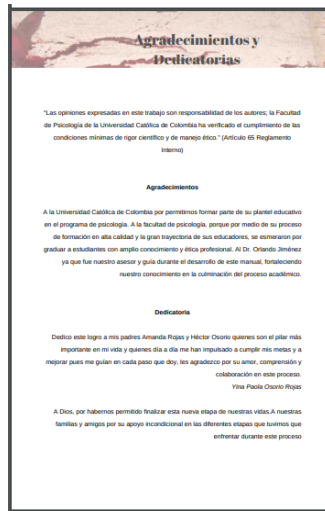 Agradecimientos y
Dedicatorias
"Las opiniones expresadas en este trabajo son responsabilidad de los autores; la Facultad
de Psicología de la Universidad Católica de Colombia ha verificado el cumplimiento de las
condiciones mínimas de rigor científico y de manejo ético." (Artículo 65 Reglamento
Interno)
Agradecimientos
A la Universidad Católica de Colombia por permitirnos formar parte de su plantel educativo
en el programa de psicología. A la facultad de psicología, porque por medio de su proceso
de formación en alta calidad y la gran trayectoria de sus educadores, se esmeraron por
graduar a estudiantes con amplio conocimiento y ética profesional. Al Dr. Orlando Jiménez
ya que fue nuestro asesor y guía durante el desarrollo de este manual, fortaleciendo
nuestro conocimiento en la culminación del proceso académico.
Dedicatoria
Dedico este logro a mis padres Amanda Rojas y Héctor Osorio quienes son el pilar más
importante en mi vida y quienes día a día me han impulsado a cumplir mis metas y a
mejorar pues me guían en cada paso que doy, les agradezco por su amor, comprensión y
colaboración en este proceso.
Yina Paola Osorio Rojas
A Dios, por habernos permitido finalizar esta nueva etapa de nuestras vidas.A nuestras
familias y amigos por su apoyo incondicional en las diferentes etapas que tuvimos que
enfrentar durante este proceso